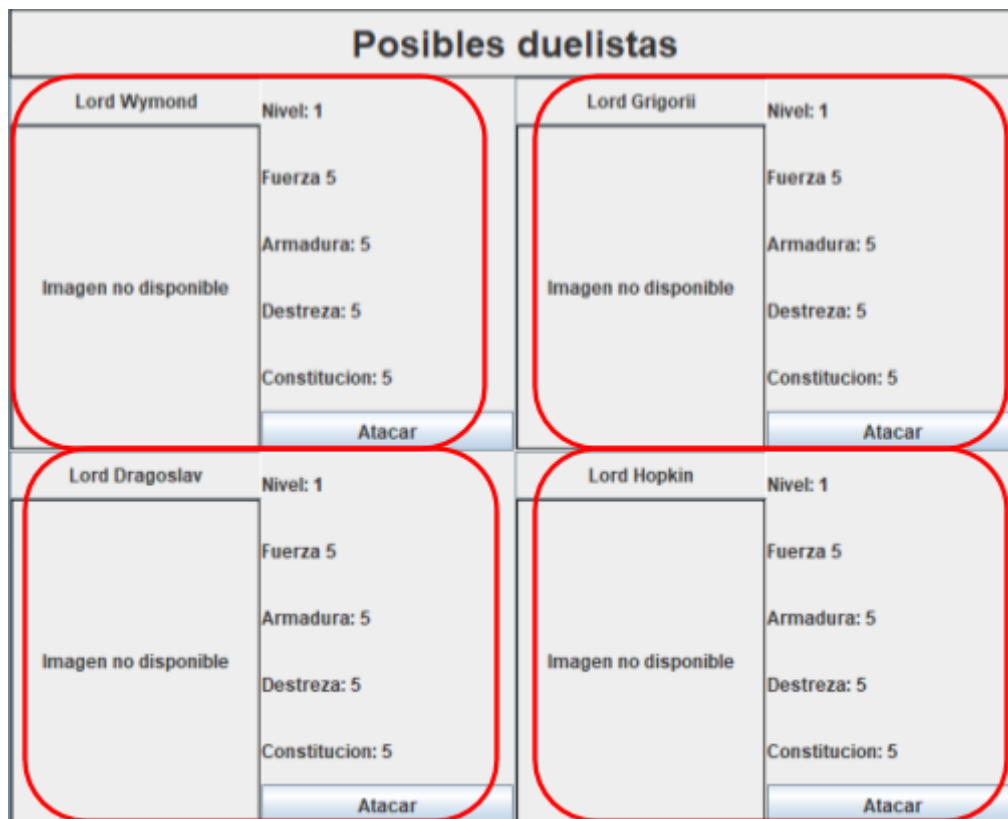 Posibles duelistas
Lord Wymond
Nivel: 1
Fuerza 5
Armadura: 5
Imagen no disponible
Destreza: 5
Constitucion: 5
Atacar
Lord Grigorii
Nivel: 1
Fuerza 5
Armadura: 5
Imagen no disponible
Destreza: 5
Constitucion: 5
Atacar
Lord Dragoslav
Nivel: 1
Fuerza 5
Armadura: 5
Imagen no disponible
Destreza: 5
Constitucion: 5
Atacar
Lord Hopkin
Nivel: 1
Fuerza 5
Armadura: 5
Imagen no disponible
Destreza: 5
Constitucion: 5
Atacar